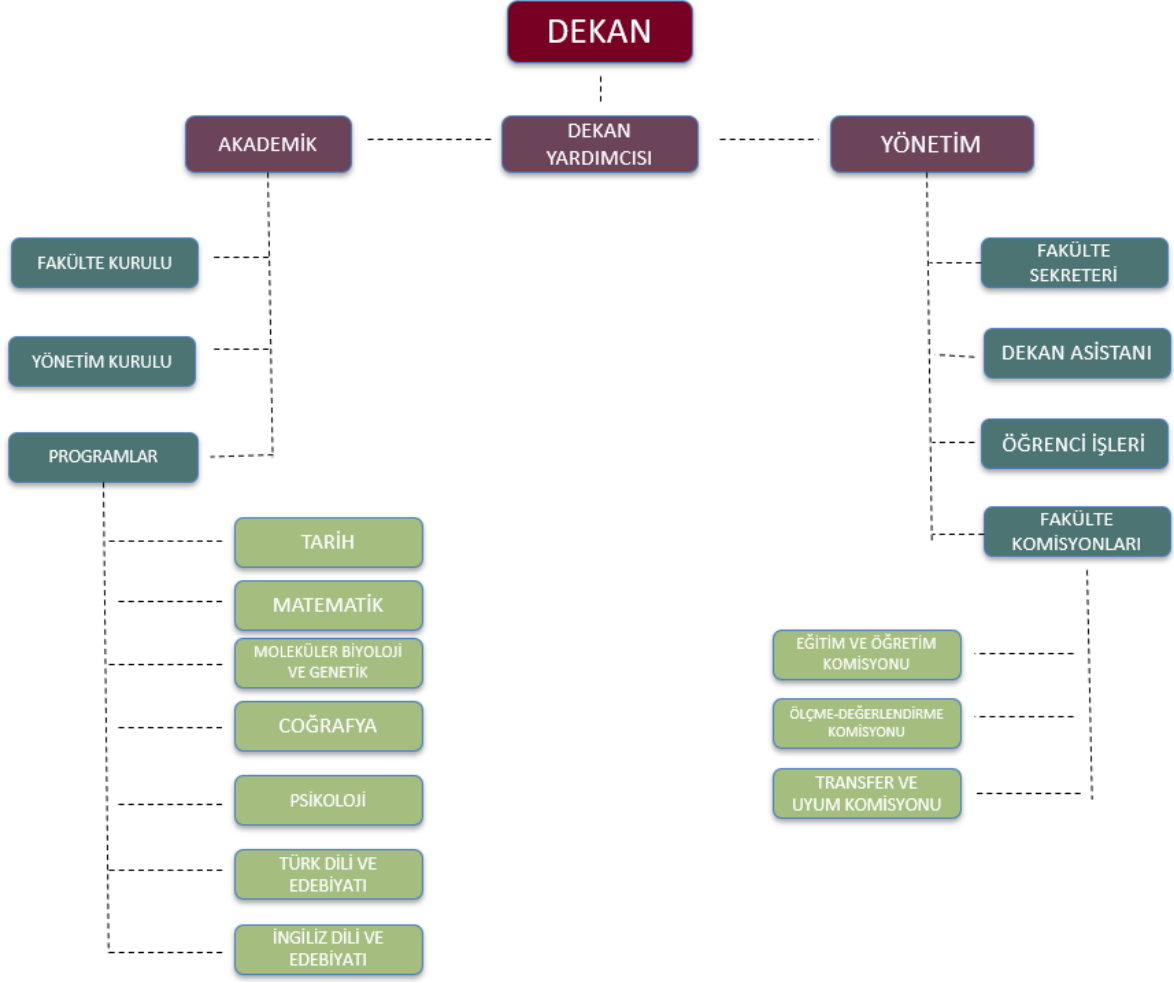 DEKAN
AKADEMİK
DEKAN
YARDIMCISI
YÖNETİM
FAKÜLTE KURULU
YÖNETİM KURULU
PROGRAMLAR
TARİH
MATEMATİK
MOLEKÜLER BİYOLOJİ
VE GENETİK
COĞRAFYA
PSİKOLOJİ
TÜRK DİLİ VE
EDEBİYATI
İNGİLİZ DİLİ VE
EDEBİYATI
FAKÜLTE
SEKRETERİ
DEKAN ASİSTANI
ÖĞRENCİ İŞLERİ
FAKÜLTE
KOMİSYONLARI
EĞİTİM VE ÖĞRETİM
KOMİSYONU
ÖLÇME-DEĞERLENDİRME
KOMİSYONU
TRANSFER VE
UYUM KOMİSYONU